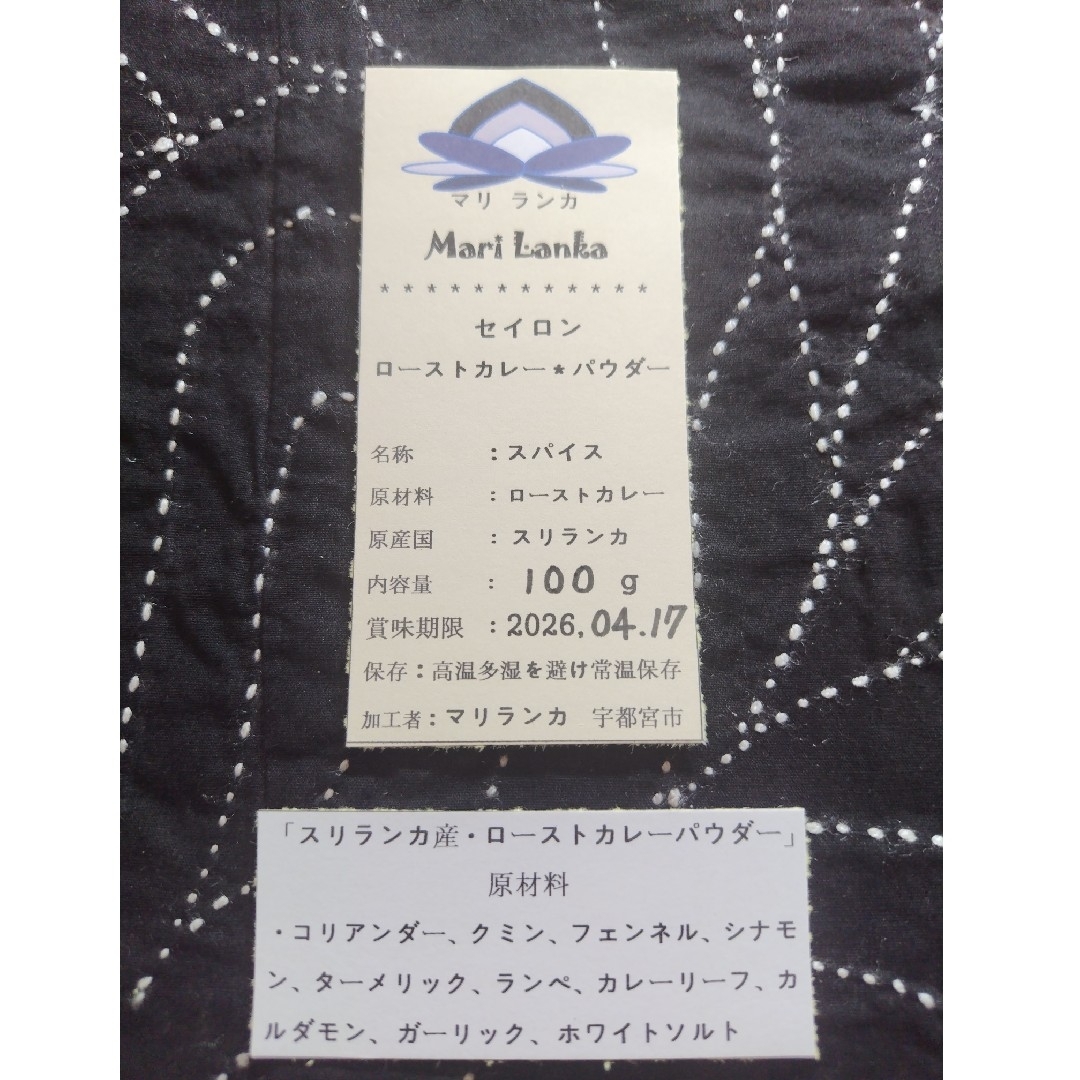 マリ ランカ
Mari Lanka
* * * * * * * * * * * *
セイロン
ローストカレー*パウダー
名称 :スパイス
原材料 :ローストカレー
原産国 :スリランカ
内容量 : 100 g
賞味期限 :2026,04.17
保存:高温多湿を避け常温保存
加工者:マリランカ 宇都宮市
「スリランカ産・ローストカレーパウダー」
原材料
・コリアンダー、クミン、フェンネル、シナモ
ン、ターメリック、ランペ、カレーリーフ、カ
ルダモン、ガーリック、ホワイトソルト